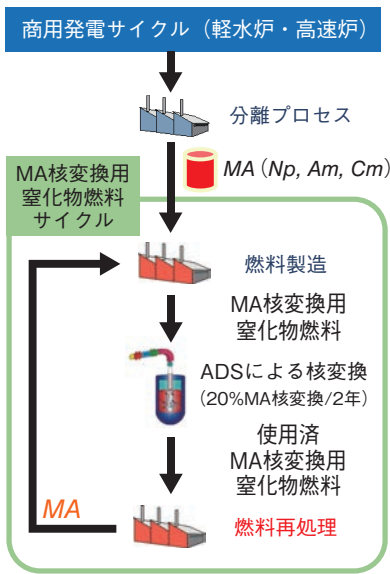 商用発電サイクル（軽水炉・高速炉）
分離プロセス
MA（Np, Am, Cm）
MA核変換用
窒化物燃料
サイクル
燃料製造
MA核変換用
窒化物燃料
ADSによる核変換
（20%MA核変換/2年）
使用済
MA核変換用
窒化物燃料
MA
燃料再処理